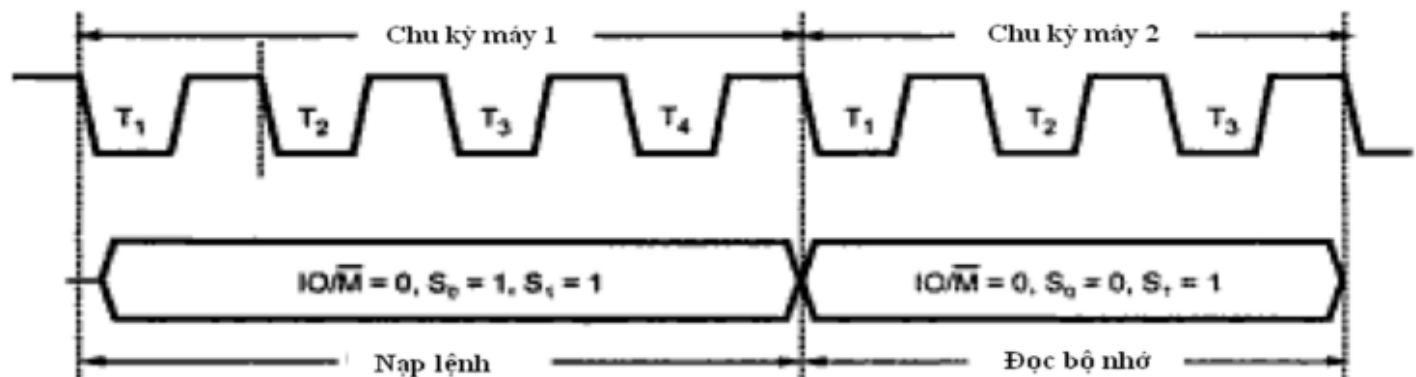 Chu kỳ máy 1 Chu kỳ máy 2
T₁ T₂ T₃ T₄ T₁ T₂ T₃
IO/M̅ = 0, S₀ = 1, S₁ = 1 IO/M̅ = 0, S₀ = 0, S₁ = 1
Nạp lệnh Đọc bộ nhớ